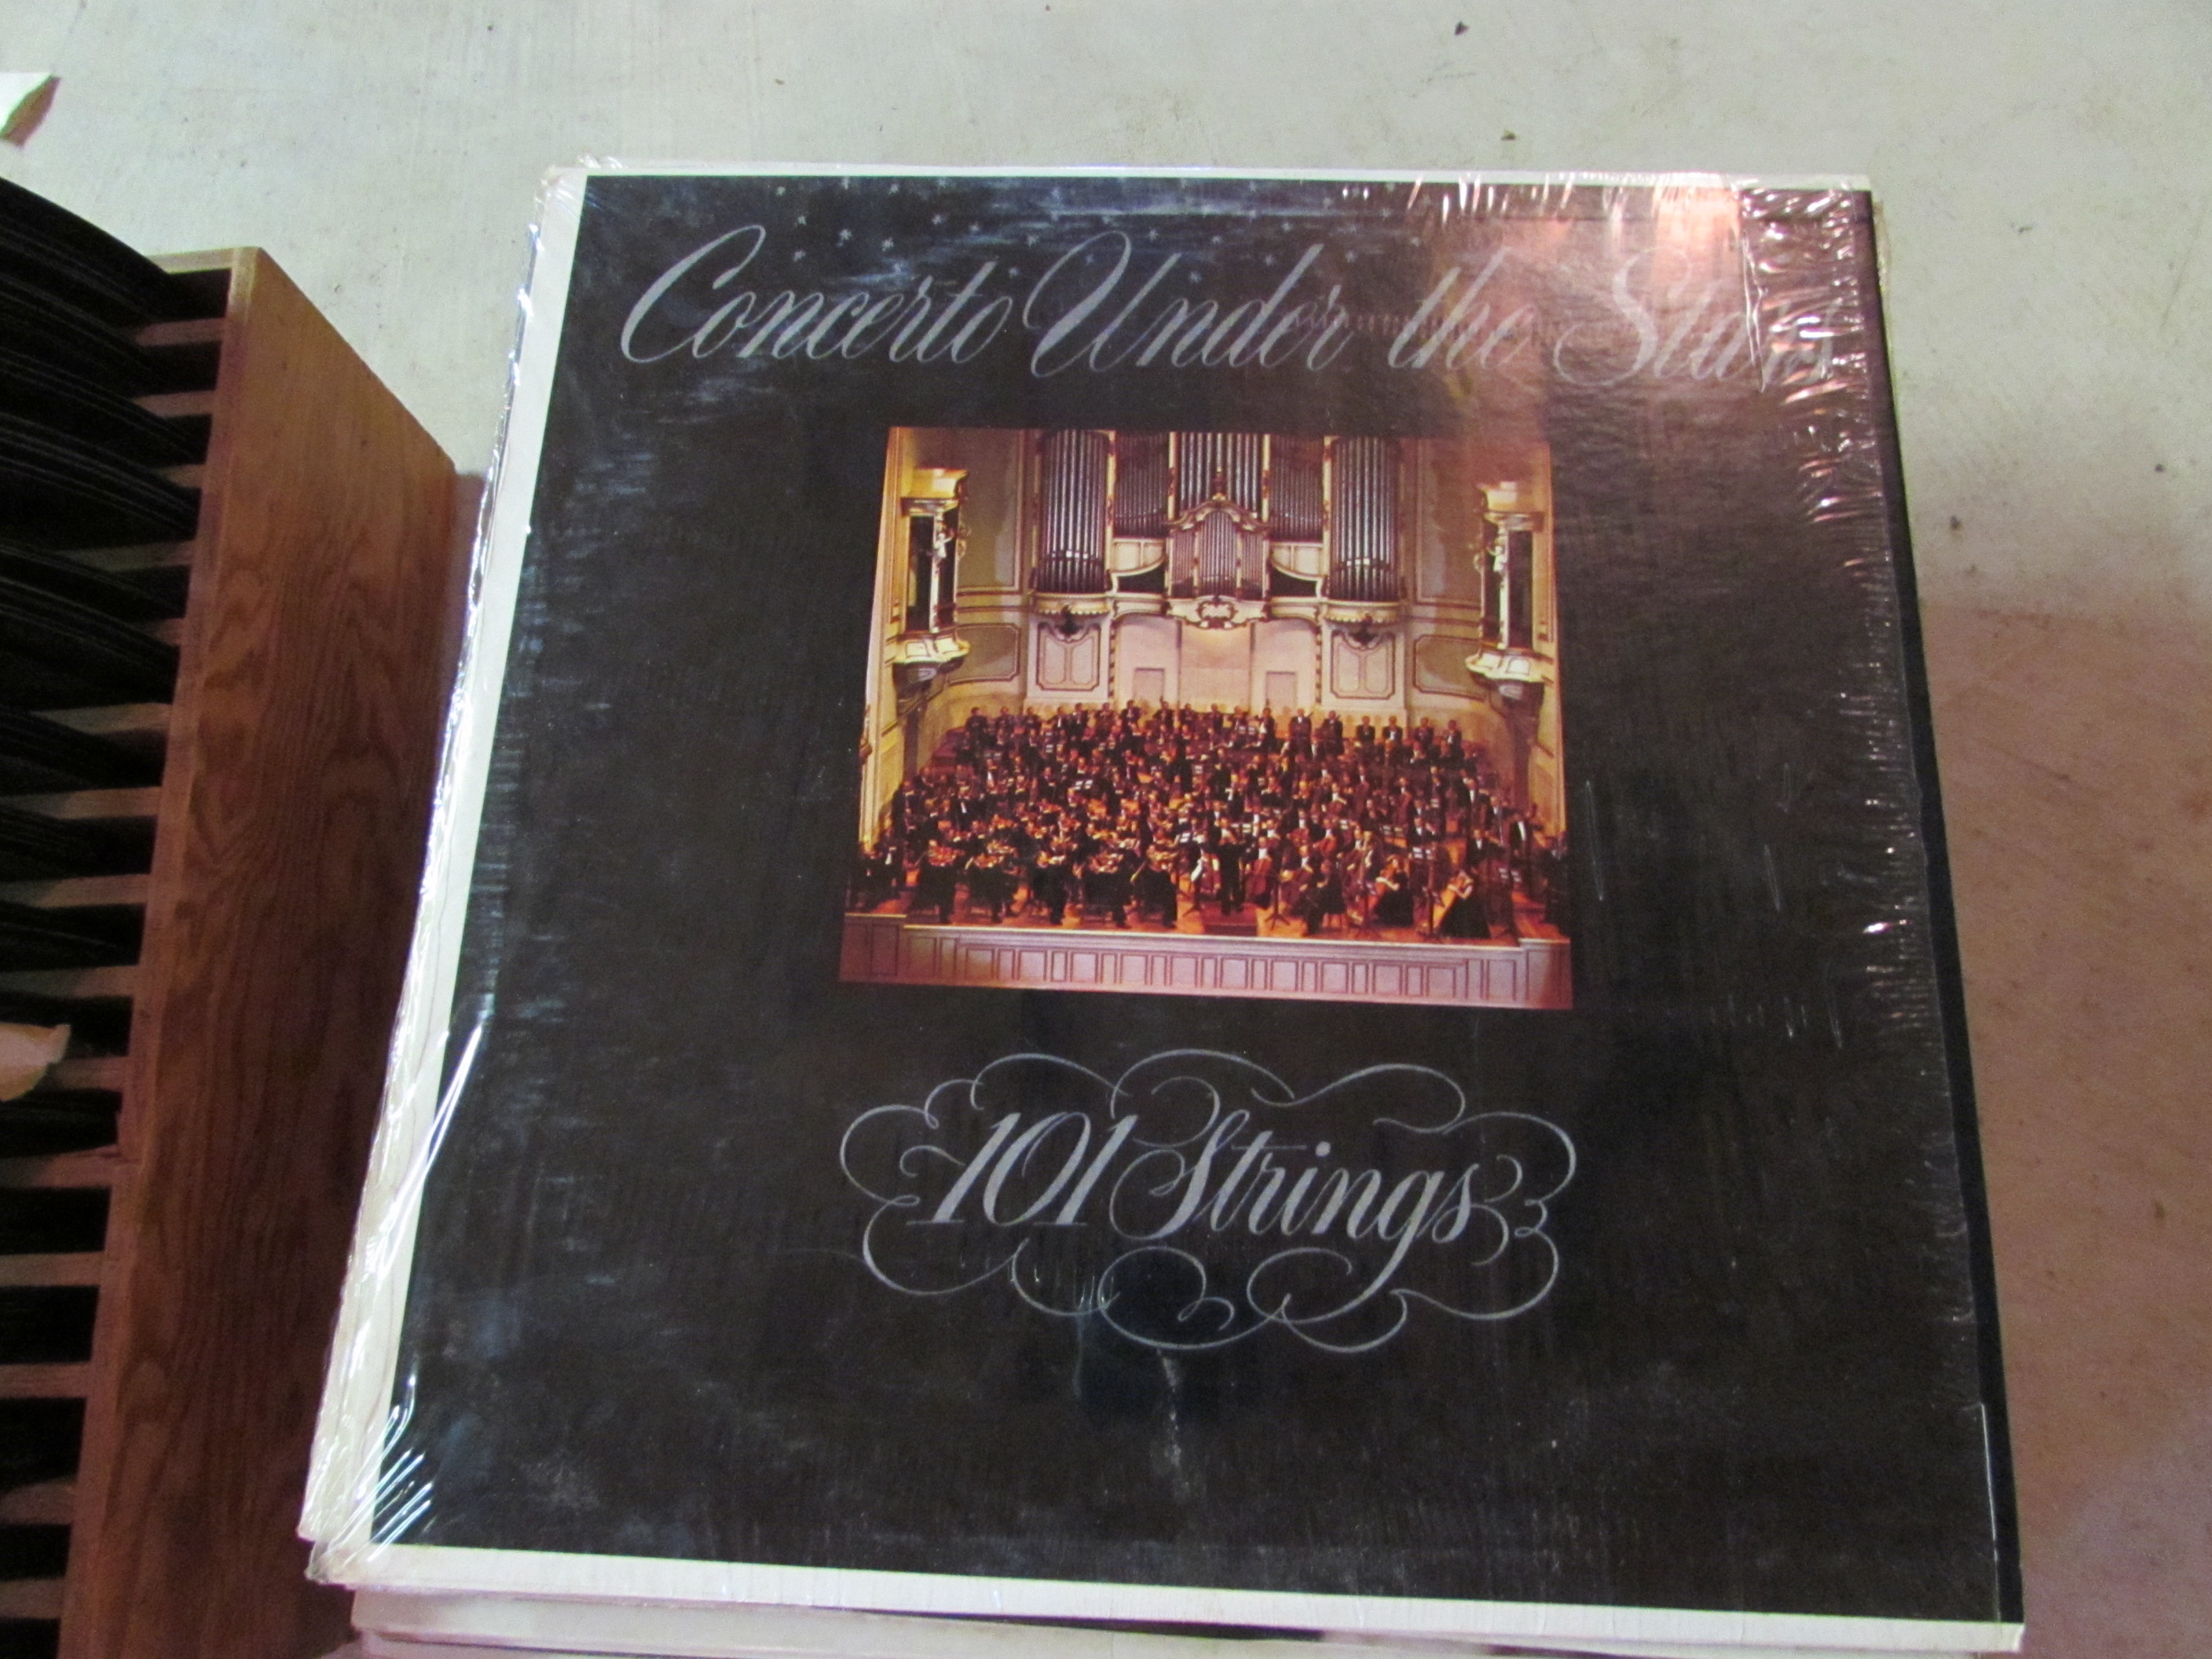 Concerto Under the Stars
101 Strings